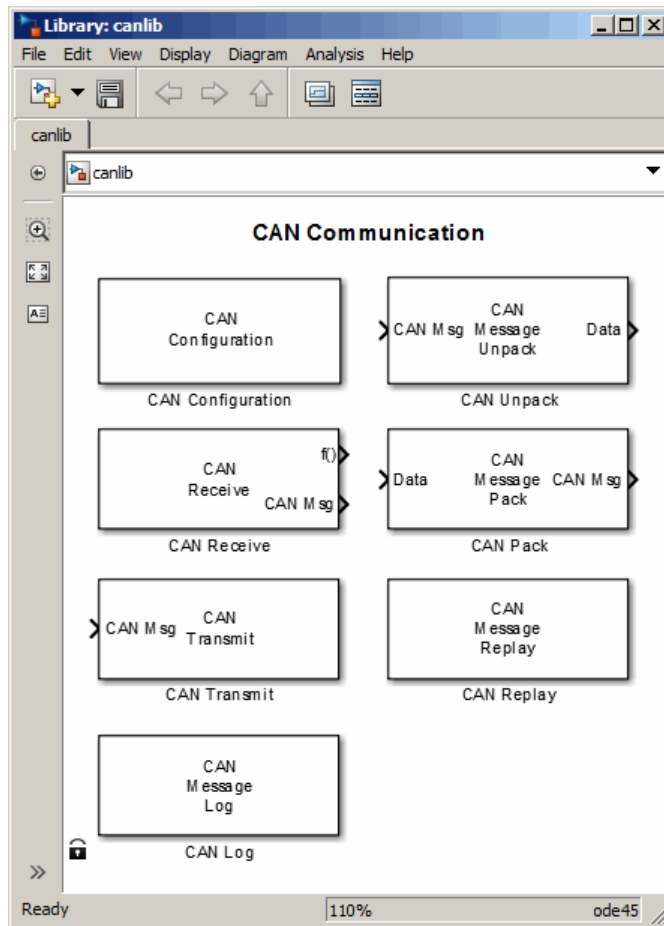 Library: canlib
File Edit View Display Diagram Analysis Help
canlib
canlib
CAN Communication
CAN
Configuration
CAN Configuration
CAN Msg
CAN
Message
Unpack
Data
CAN Unpack
CAN
Receive
f()
CAN Msg
CAN Receive
Data
CAN
Message
Pack
CAN Msg
CAN Pack
CAN Msg
CAN
Transmit
CAN Transmit
CAN
Message
Replay
CAN Replay
CAN
Message
Log
CAN Log
Ready
110%
ode45